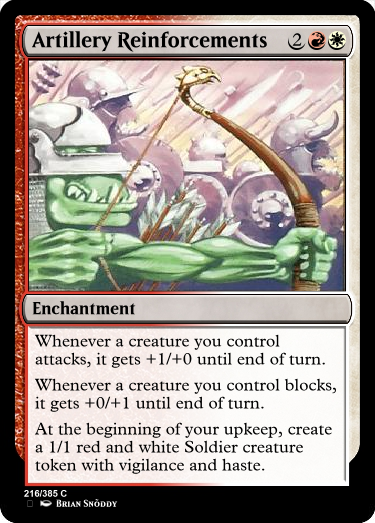 Artillery Reinforcements 2
Enchantment
Whenever a creature you control
attacks, it gets +1/+0 until end of turn.
Whenever a creature you control blocks,
it gets +0/+1 until end of turn.
At the beginning of your upkeep, create
a 1/1 red and white Soldier creature
token with vigilance and haste.
216/385 C
Brian Snõddy